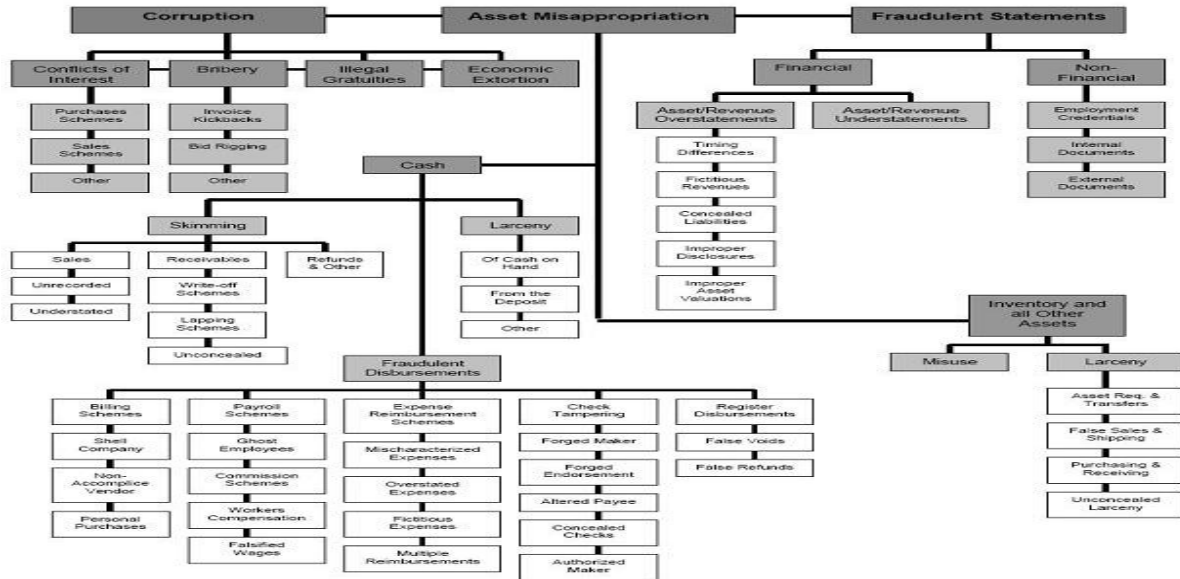 Corruption
Asset Misappropriation
Fraudulent Statements
Conflicts of
Interest
Bribery
Illegal
Gratuities
Economic
Extortion
Financial
Non-
Financial
Purchases
Schemes
Sales
Schemes
Other
Invoice
Kickbacks
Bid Rigging
Other
Asset/Revenue
Overstatements
Asset/Revenue
Understatements
Timing
Differences
Fictitious
Revenues
Concealed
Liabilities
Improper
Disclosures
Improper
Asset
Valuations
Employment
Credentials
Internal
Documents
External
Documents
Cash
Skimming
Larceny
Sales
Unrecorded
Understated
Receivables
Write-off
Schemes
Lapping
Schemes
Unconcealed
Refunds
& Other
Of Cash on
Hand
From the
Deposit
Other
Inventory and
all Other
Assets
Misuse
Larceny
Asset Req. &
Transfers
False Sales &
Shipping
Purchasing &
Receiving
Unconcealed
Larceny
Fraudulent
Disbursements
Billing
Schemes
Shell
Company
Non-
Accomplice
Vendor
Personal
Purchases
Payroll
Schemes
Ghost
Employees
Commission
Schemes
Workers
Compensation
Falsified
Wages
Expense
Reimbursement
Schemes
Mischaracterized
Expenses
Overstated
Expenses
Fictitious
Expenses
Multiple
Reimbursements
Check
Tampering
Forged Maker
Forged
Endorsement
Altered Payee
Concealed
Checks
Authorized
Maker
Register
Disbursements
False Voids
False Refunds